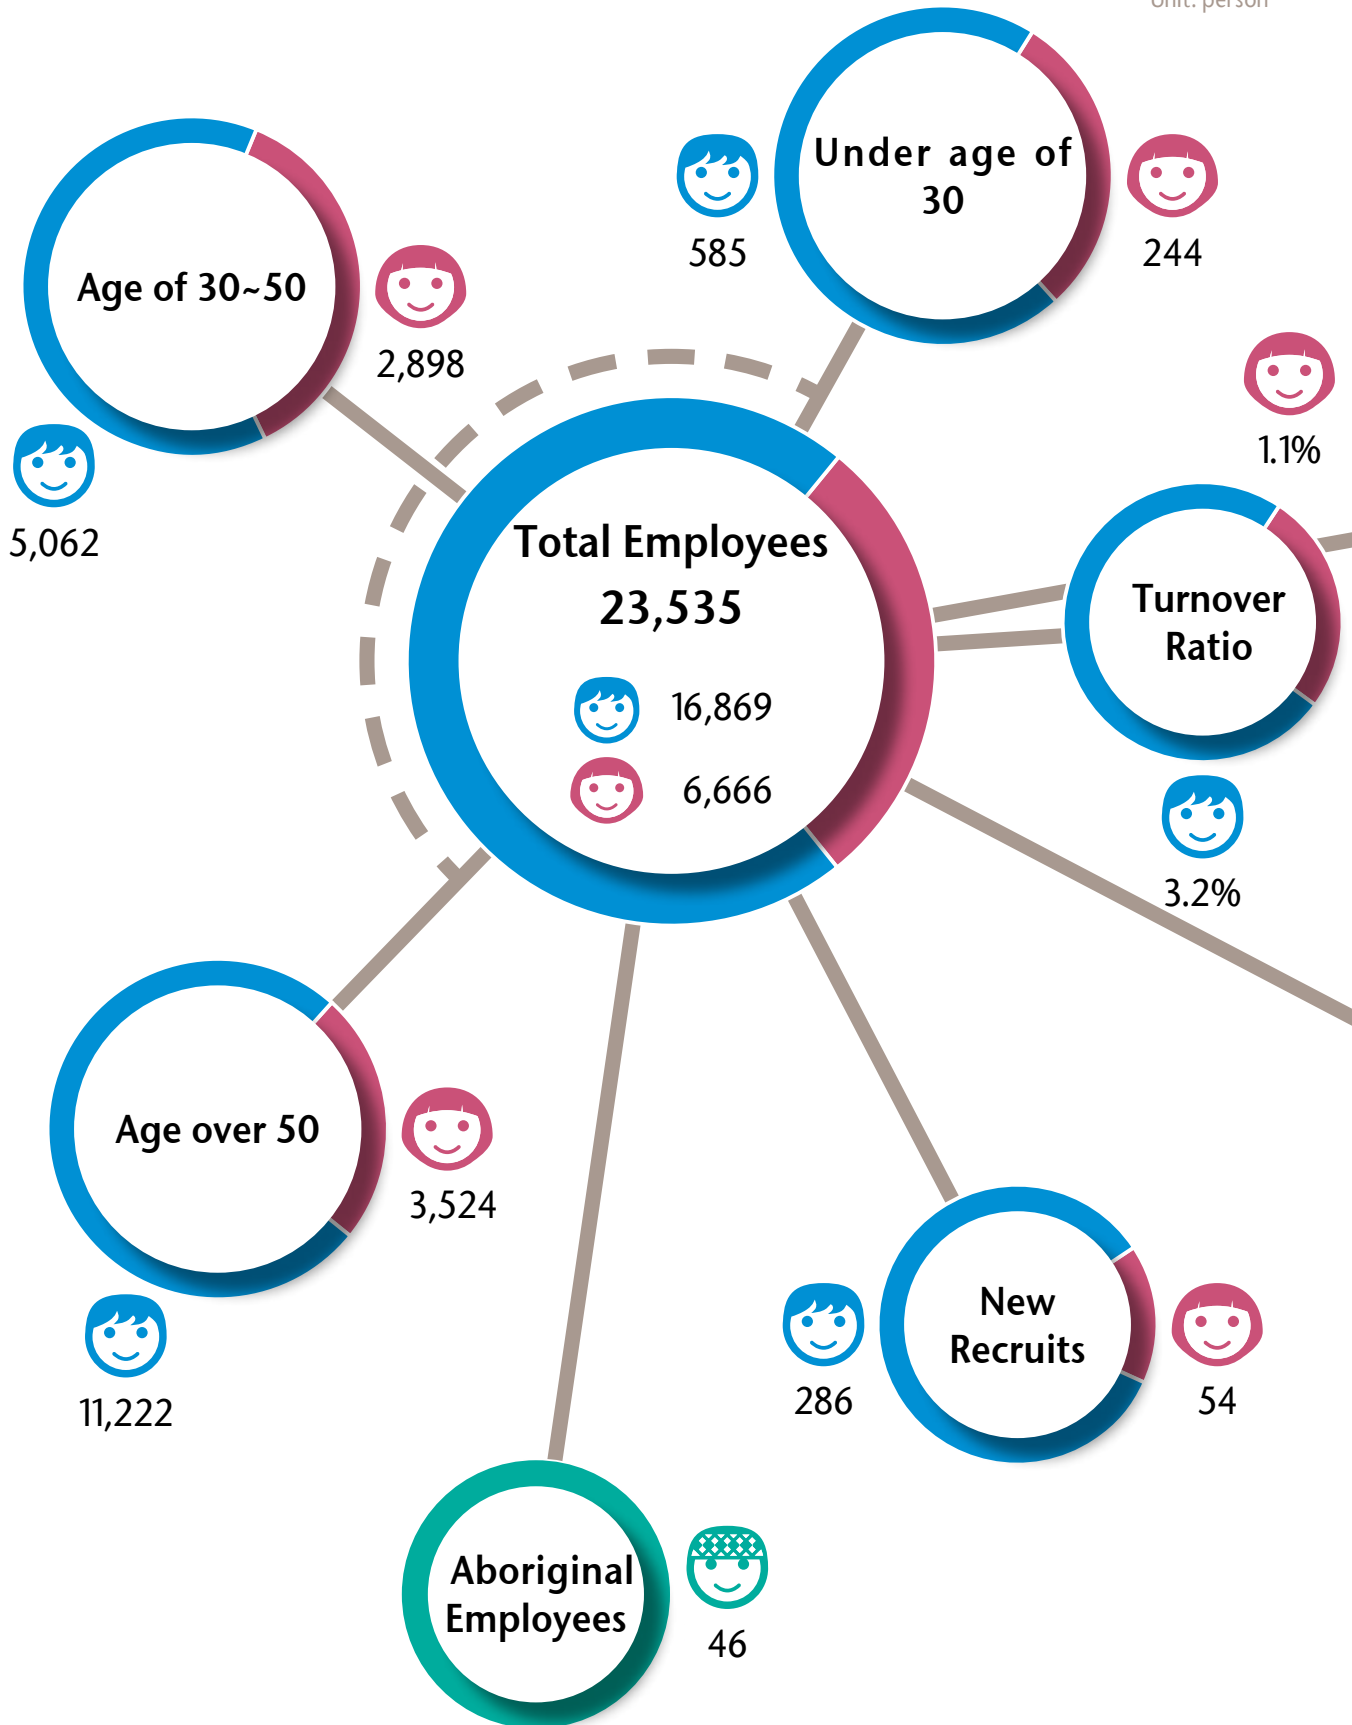 Unit: person
Under age of
30
585
244
Age of 30~50
2,898
5,062
1.1%
Total Employees
23,535
16,869
6,666
Turnover
Ratio
3.2%
Age over 50
3,524
11,222
New
Recruits
286
54
Aboriginal
Employees
46